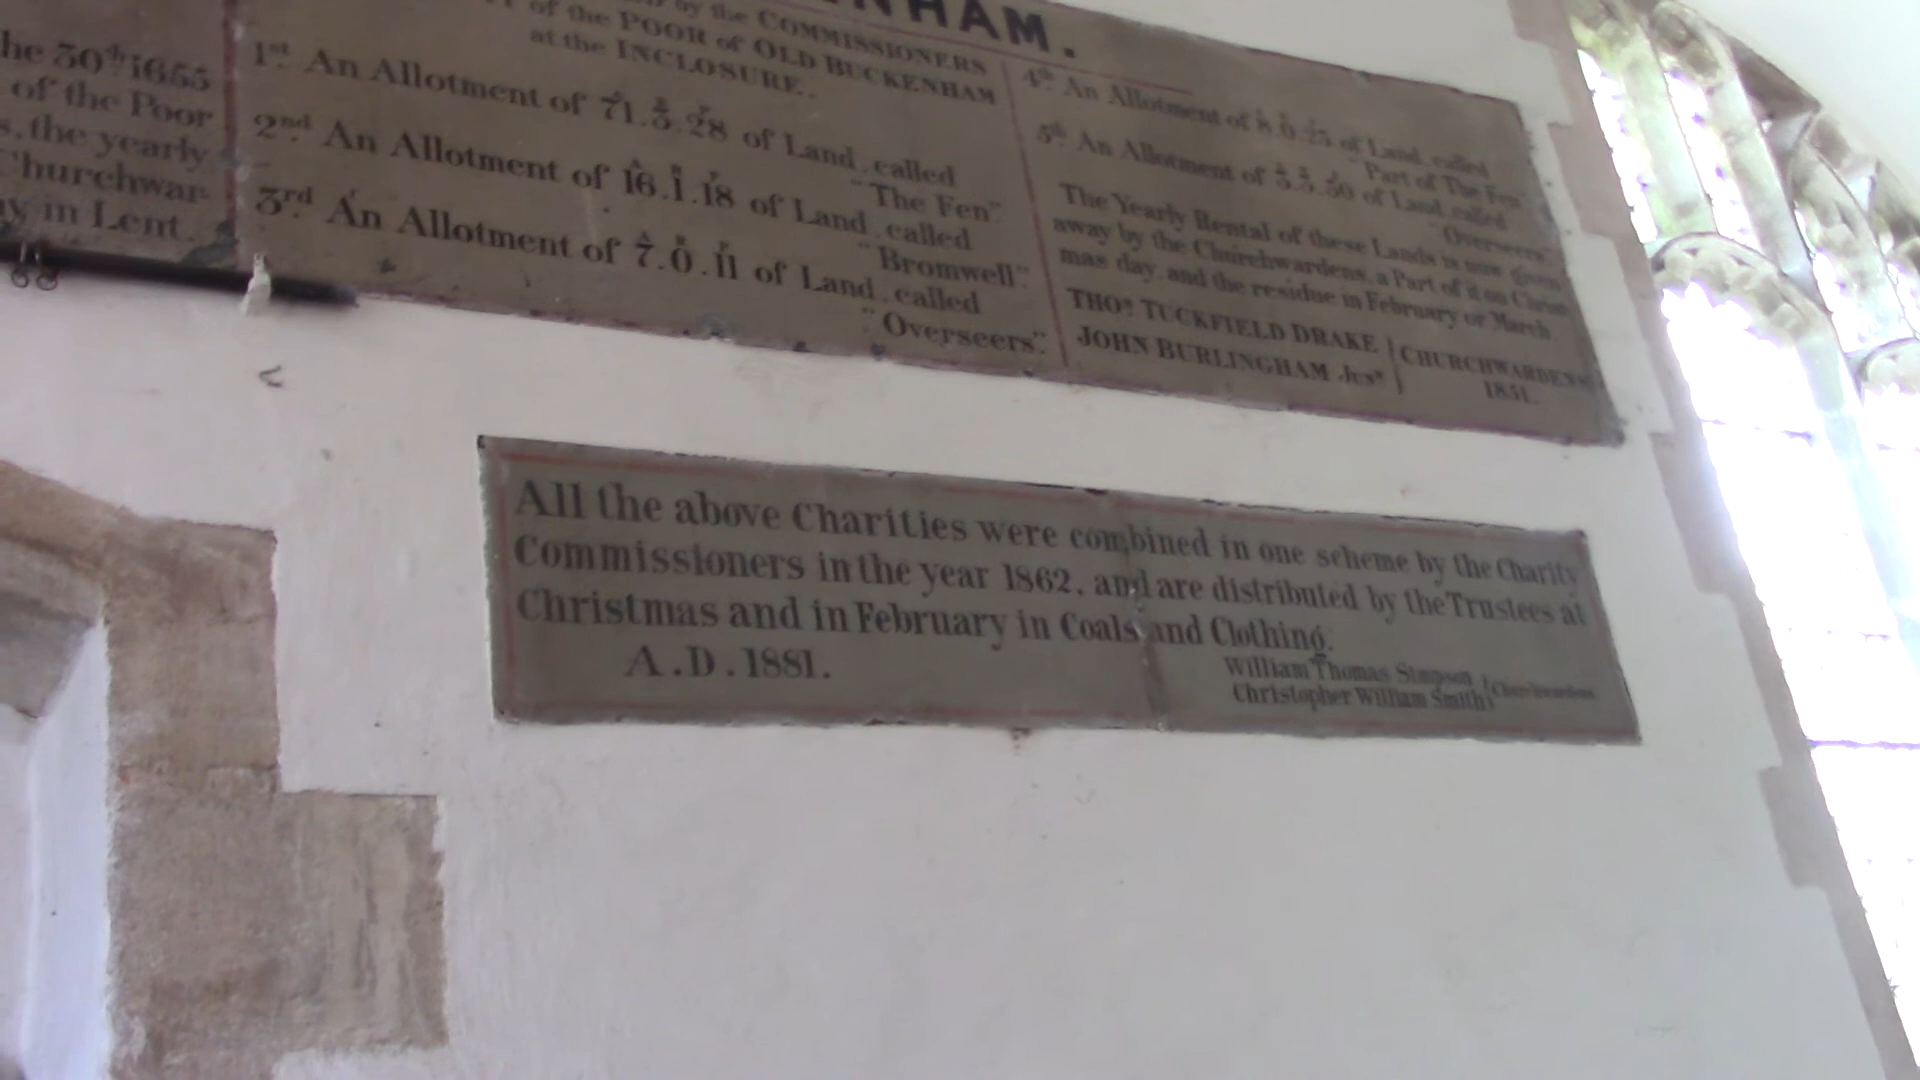 he 30th 1655
of the Poor
s, the yearly
Churchwar-
ay in Lent.
ENHAM.
by the COMMISSIONERS
of the POOR of OLD BUCKENHAM
at the INCLOSURE.
1st. An Allotment of 71.3.28 of Land, called
"The Fen".
2nd. An Allotment of 16.1.18 of Land, called
"Bromwell".
3rd. An Allotment of 7.0.11 of Land, called
"Overseers".
4th An Allotment of 8.0.25 of Land, called
"Part of The Fen"
5th An Allotment of 3.3.30 of Land, called
"Overseers".
The Yearly Rental of these Lands is now given
away by the Churchwardens, a Part of it on Christ-
mas day, and the residue in February or March.
THOs TUCKFIELD DRAKE
JOHN BURLINGHAM Junr
CHURCHWARDENS
1851.
All the above Charities were combined in one scheme by the Charity
Commissioners in the year 1862, and are distributed by the Trustees at
Christmas and in February in Coals and Clothing.
A.D. 1881.
William Thomas Simpson
Christopher William Smith
Churchwardens